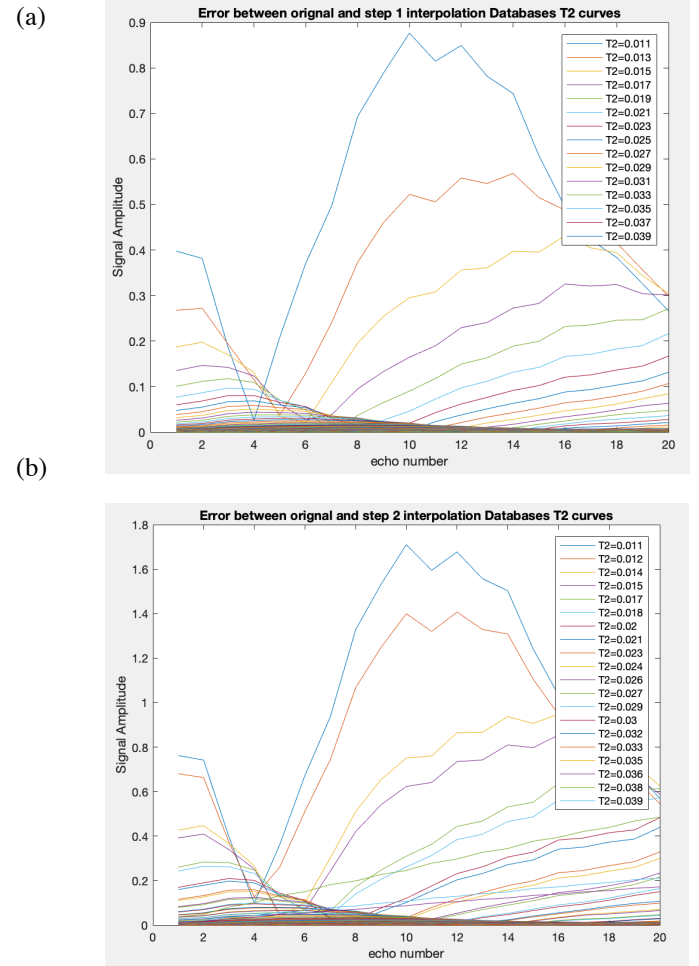 (a)
Error between orignal and step 1 interpolation Databases T2 curves
0.9
0.8
0.7
0.6
0.5
0.4
0.3
0.2
0.1
0
Signal Amplitude
T2=0.011
T2=0.013
T2=0.015
T2=0.017
T2=0.019
T2=0.021
T2=0.023
T2=0.025
T2=0.027
T2=0.029
T2=0.031
T2=0.033
T2=0.035
T2=0.037
T2=0.039
0 2 4 6 8 10 12 14 16 18 20
echo number
(b)
Error between orignal and step 2 interpolation Databases T2 curves
1.8
1.6
1.4
1.2
1
0.8
0.6
0.4
0.2
0
Signal Amplitude
T2=0.011
T2=0.012
T2=0.014
T2=0.015
T2=0.017
T2=0.018
T2=0.02
T2=0.021
T2=0.023
T2=0.024
T2=0.026
T2=0.027
T2=0.029
T2=0.03
T2=0.032
T2=0.033
T2=0.035
T2=0.036
T2=0.038
T2=0.039
0 2 4 6 8 10 12 14 16 18 20
echo number